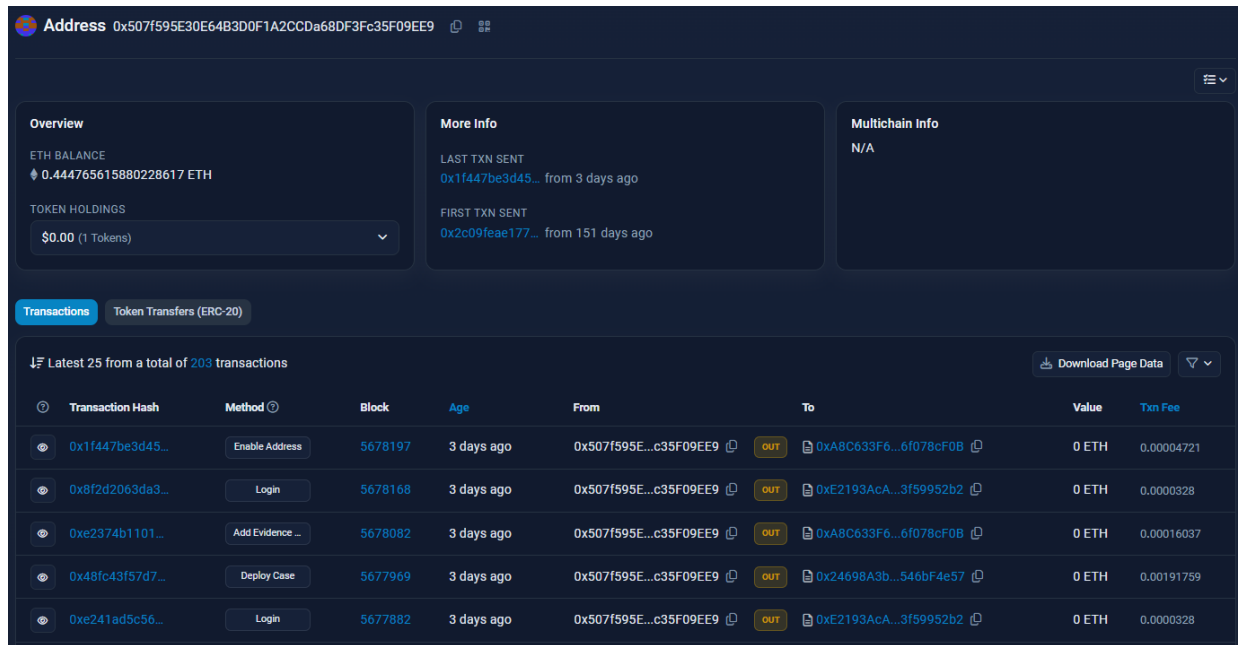 Address 0x507f595E30E64B3D0F1A2CCDa68DF3Fc35F09EE9
Overview
ETH BALANCE
0.444765615880228617 ETH
TOKEN HOLDINGS
$0.00 (1 Tokens)
More Info
LAST TXN SENT
0x1f447be3d45... from 3 days ago
FIRST TXN SENT
0x2c09feae177... from 151 days ago
Multichain Info
N/A
Transactions Token Transfers (ERC-20)
Latest 25 from a total of 203 transactions Download Page Data
Transaction Hash Method Block Age From To Value Txn Fee
0x1f447be3d45... Enable Address 5678197 3 days ago 0x507f595E...c35F09EE9 OUT 0xA8C633F6...6f078cF0B 0 ETH 0.00004721
0x8f2d2063da3... Login 5678168 3 days ago 0x507f595E...c35F09EE9 OUT 0xE2193AcA...3f59952b2 0 ETH 0.0000328
0xe2374b1101... Add Evidence ... 5678082 3 days ago 0x507f595E...c35F09EE9 OUT 0xA8C633F6...6f078cF0B 0 ETH 0.00016037
0x48fc43f57d7... Deploy Case 5677969 3 days ago 0x507f595E...c35F09EE9 OUT 0x24698A3b...546bF4e57 0 ETH 0.00191759
0xe241ad5c56... Login 5677882 3 days ago 0x507f595E...c35F09EE9 OUT 0xE2193AcA...3f59952b2 0 ETH 0.0000328